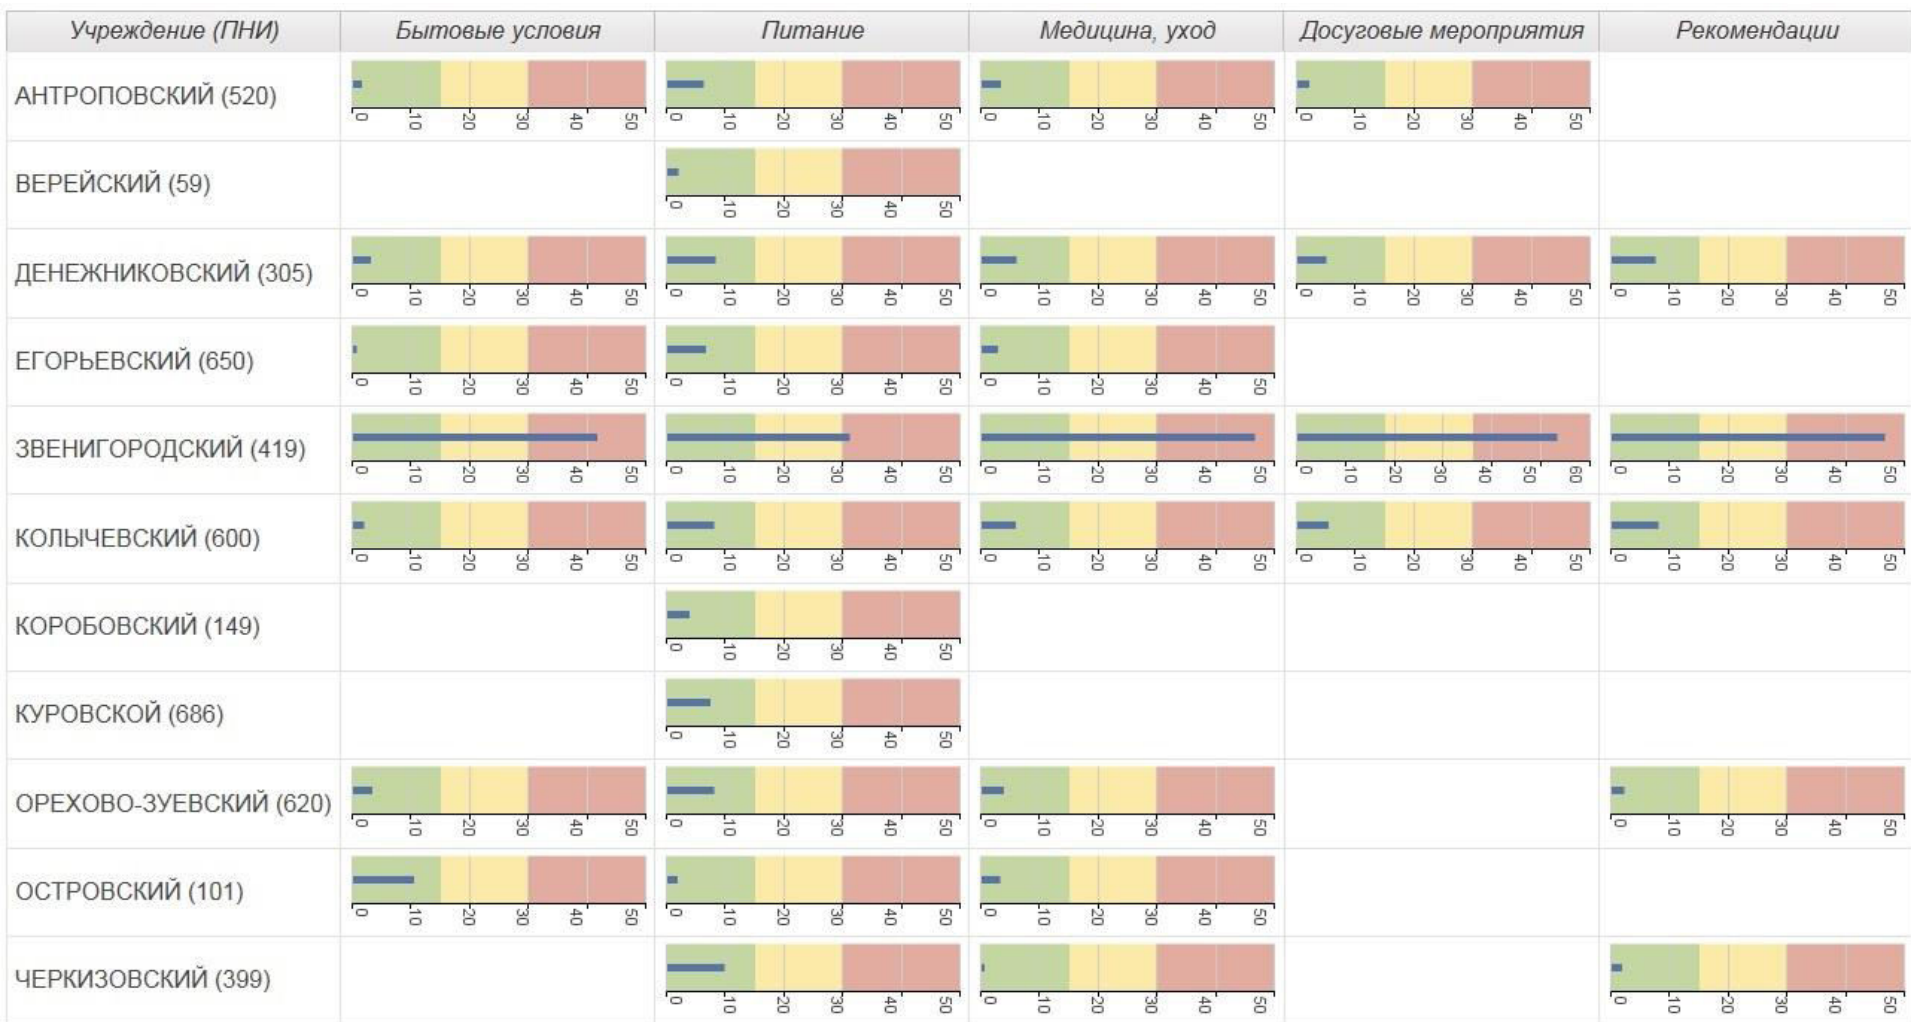 Учреждение (ПНИ) Бытовые условия Питание Медицина, уход Досуговые мероприятия Рекомендации
АНТРОПОВСКИЙ (520)
0 10 20 30 40 50 0 10 20 30 40 50 0 10 20 30 40 50 0 10 20 30 40 50
ВЕРЕЙСКИЙ (59)
0 10 20 30 40 50
ДЕНЕЖНИКОВСКИЙ (305)
0 10 20 30 40 50 0 10 20 30 40 50 0 10 20 30 40 50 0 10 20 30 40 50 0 10 20 30 40 50
ЕГОРЬЕВСКИЙ (650)
0 10 20 30 40 50 0 10 20 30 40 50 0 10 20 30 40 50
ЗВЕНИГОРОДСКИЙ (419)
0 10 20 30 40 50 0 10 20 30 40 50 0 10 20 30 40 50 0 10 20 30 40 50 60 0 10 20 30 40 50
КОЛЫЧЕВСКИЙ (600)
0 10 20 30 40 50 0 10 20 30 40 50 0 10 20 30 40 50 0 10 20 30 40 50 0 10 20 30 40 50
КОРОБОВСКИЙ (149)
0 10 20 30 40 50
КУРОВСКОЙ (686)
0 10 20 30 40 50
ОРЕХОВО-ЗУЕВСКИЙ (620)
0 10 20 30 40 50 0 10 20 30 40 50 0 10 20 30 40 50 0 10 20 30 40 50
ОСТРОВСКИЙ (101)
0 10 20 30 40 50 0 10 20 30 40 50 0 10 20 30 40 50
ЧЕРКИЗОВСКИЙ (399)
0 10 20 30 40 50 0 10 20 30 40 50 0 10 20 30 40 50